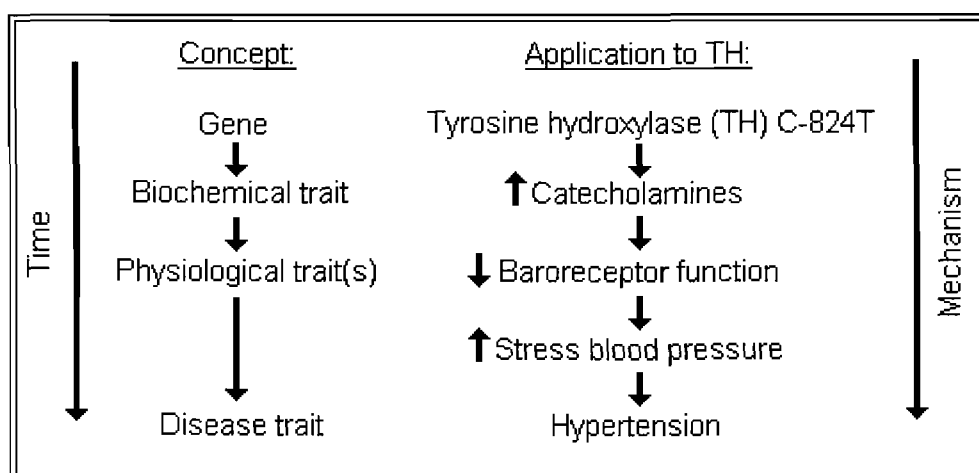 Concept:
Application to TH:
Gene
Tyrosine hydroxylase (TH) C-824T
Biochemical trait
↑ Catecholamines
Physiological trait(s)
↓ Baroreceptor function
↑ Stress blood pressure
Disease trait
Hypertension
Time
Mechanism